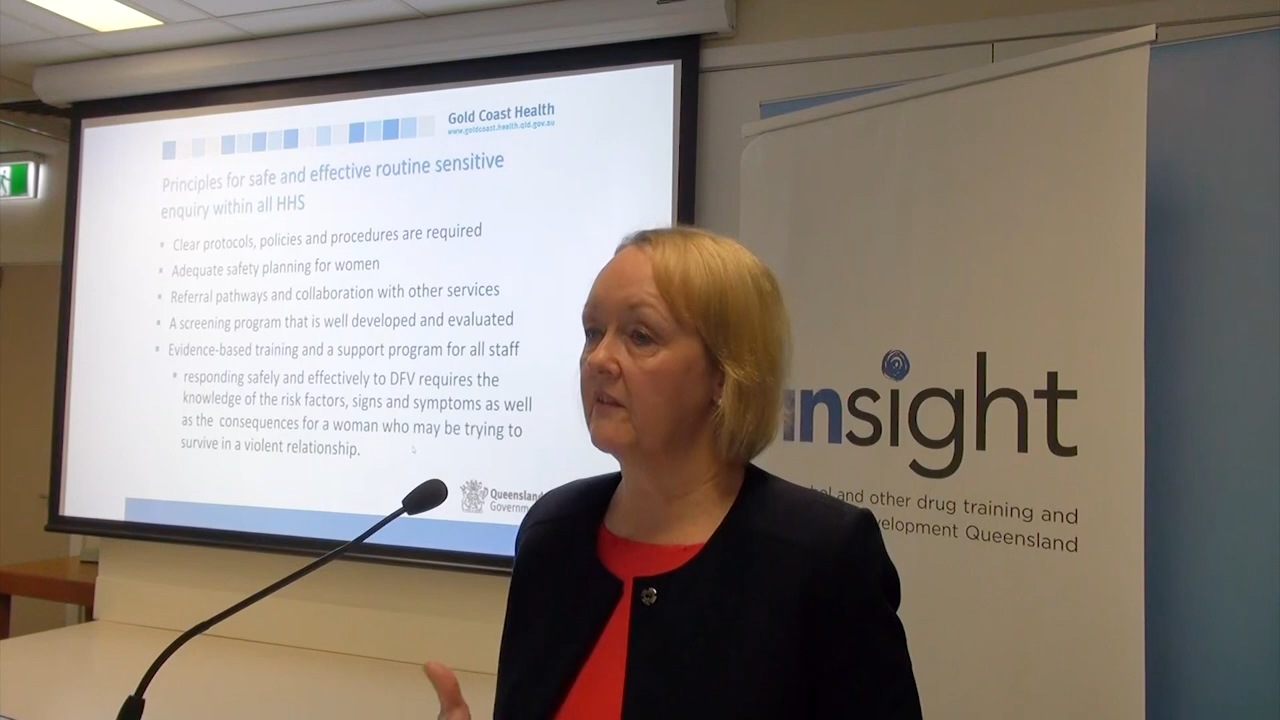 Gold Coast Health
www.goldcoast.health.qld.gov.au
Principles for safe and effective routine sensitive
enquiry within all HHS
▪ Clear protocols, policies and procedures are required
▪ Adequate safety planning for women
▪ Referral pathways and collaboration with other services
▪ A screening program that is well developed and evaluated
▪ Evidence-based training and a support program for all staff
▪ responding safely and effectively to DFV requires the
knowledge of the risk factors, signs and symptoms as well
as the consequences for a woman who may be trying to
survive in a violent relationship.
Queensland
Governm
insight
and other drug training and
velopment Queensland